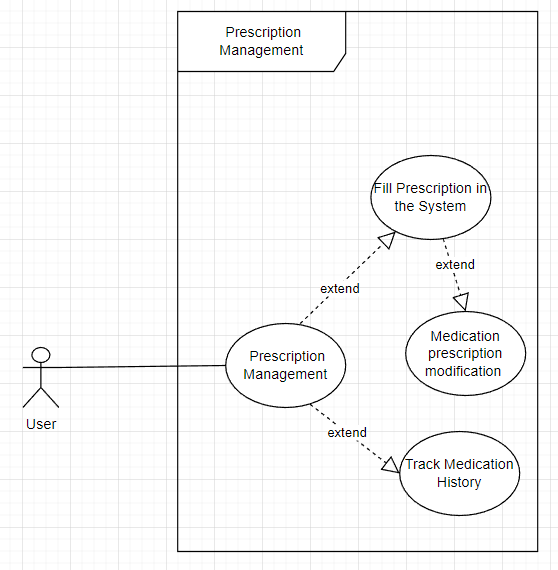 Prescription
Management
Fill Prescription in
the System
extend
extend
Medication
prescription
modification
Prescription
Management
User
extend
Track Medication
History